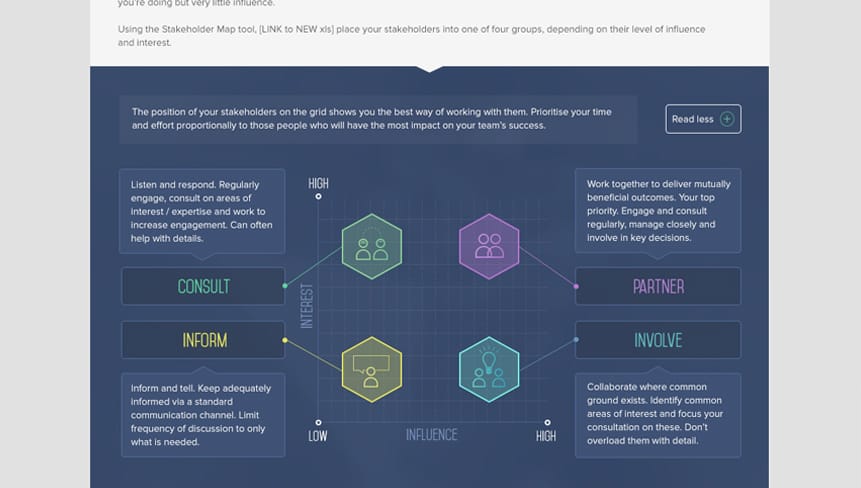 you're doing but very little influence.
Using the Stakeholder Map tool, [LINK to NEW xls] place your stakeholders into one of four groups, depending on their level of influence
and interest.
The position of your stakeholders on the grid shows you the best way of working with them. Prioritise your time
and effort proportionally to those people who will have the most impact on your team's success.
Read less
Listen and respond. Regularly
engage, consult on areas of
interest / expertise and work to
increase engagement. Can often
help with details.
CONSULT
INFORM
Inform and tell. Keep adequately
informed via a standard
communication channel. Limit
frequency of discussion to only
what is needed.
HIGH
INTEREST
LOW
INFLUENCE
HIGH
Work together to deliver mutually
beneficial outcomes. Your top
priority. Engage and consult
regularly, manage closely and
involve in key decisions.
PARTNER
INVOLVE
Collaborate where common
ground exists. Identify common
areas of interest and focus your
consultation on these. Don't
overload them with detail.